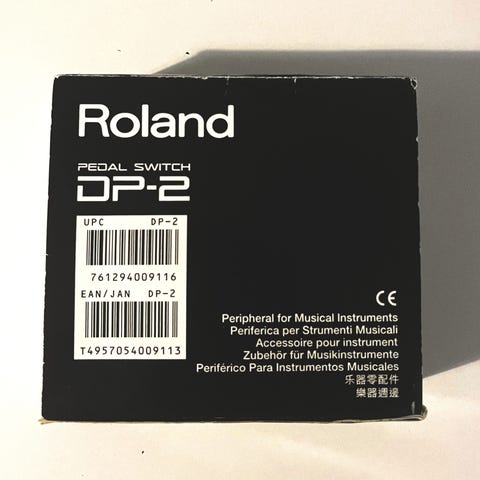 Roland
PEDAL SWITCH
DP-2
UPC DP-2
761294009116
EAN/JAN DP-2
T4957054009113
CE
Peripheral for Musical Instruments
Periferica per Strumenti Musicali
Accessoire pour instrument
Zubehör für Musikinstrumente
Periférico Para Instrumentos Musicales
乐器零配件
樂器週邊